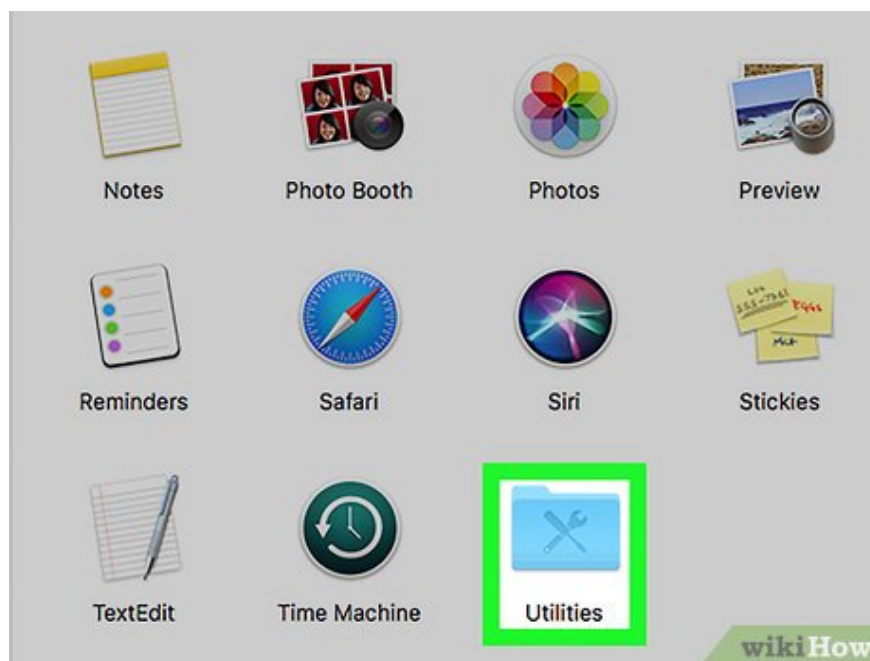 Notes
Photo Booth
Photos
Preview
Reminders
Safari
Siri
Stickies
TextEdit
Time Machine
Utilities
wikiHow